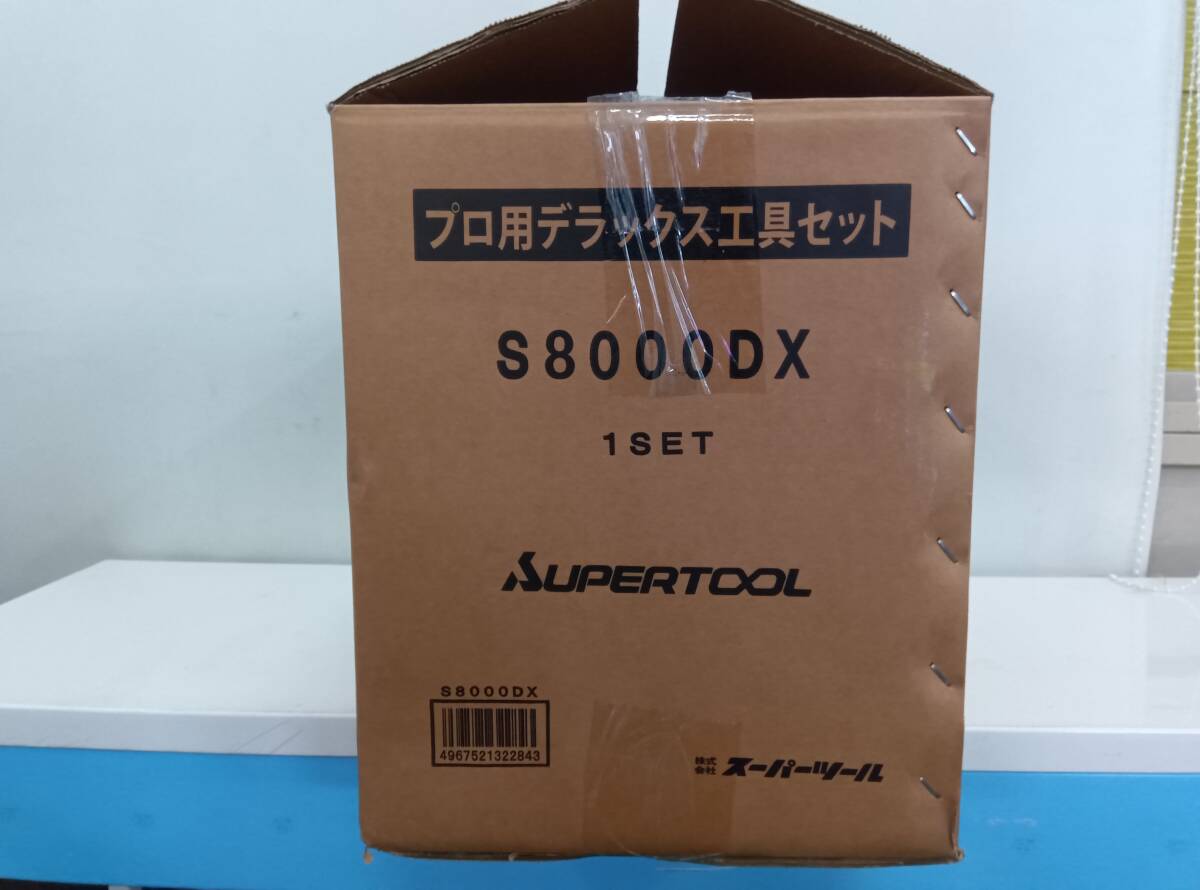 プロ用デラックス工具セット
S8000DX
1SET
SUPERTOOL
S8000DX
4967521322843
株式会社 スーパーツール